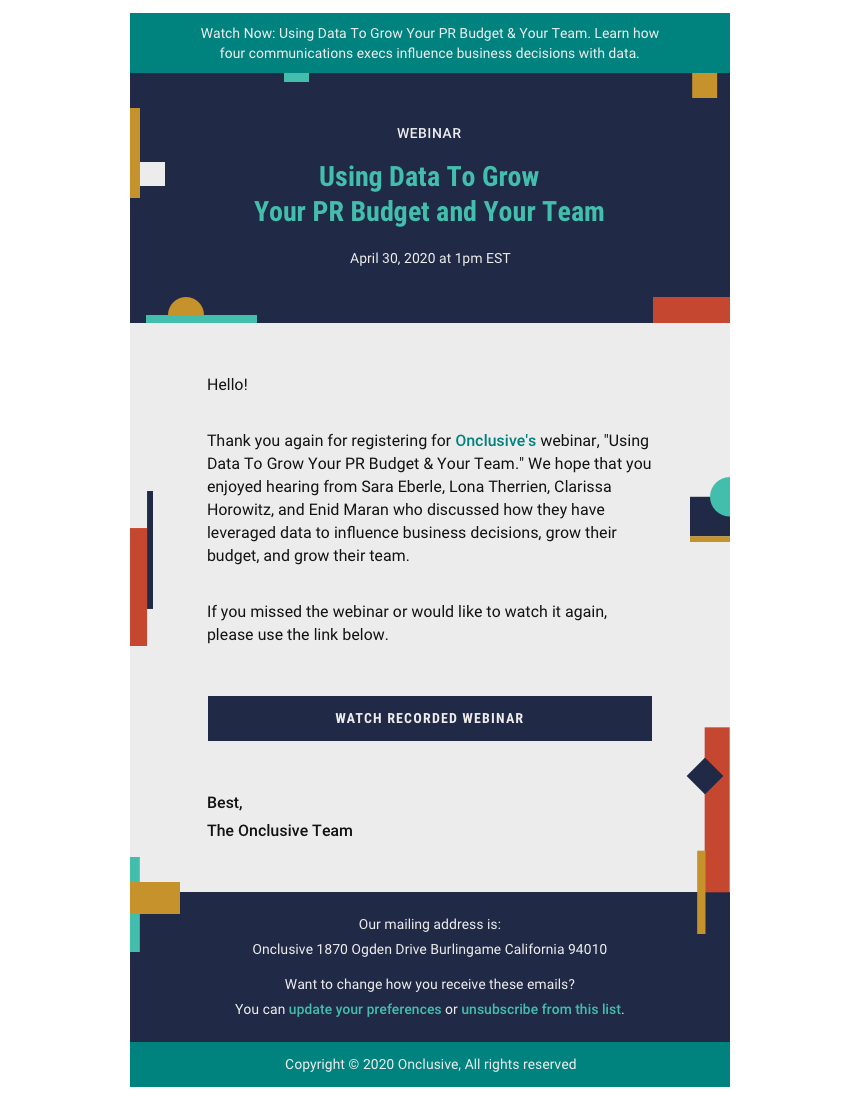 Watch Now: Using Data To Grow Your PR Budget & Your Team. Learn how
four communications execs influence business decisions with data.
WEBINAR
Using Data To Grow
Your PR Budget and Your Team
April 30, 2020 at 1pm EST
Hello!
Thank you again for registering for Onclusive's webinar, "Using
Data To Grow Your PR Budget & Your Team." We hope that you
enjoyed hearing from Sara Eberle, Lona Therrien, Clarissa
Horowitz, and Enid Maran who discussed how they have
leveraged data to influence business decisions, grow their
budget, and grow their team.
If you missed the webinar or would like to watch it again,
please use the link below.
WATCH RECORDED WEBINAR
Best,
The Onclusive Team
Our mailing address is:
Onclusive 1870 Ogden Drive Burlingame California 94010
Want to change how you receive these emails?
You can update your preferences or unsubscribe from this list.
Copyright © 2020 Onclusive, All rights reserved